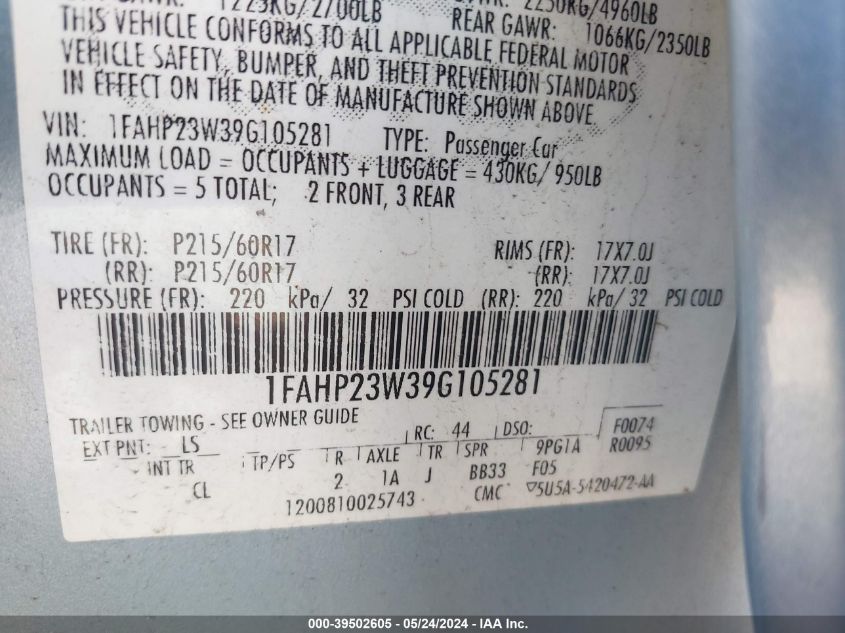 1223KG/2700LB 2250KG/4960LB
REAR GAWR: 1066KG/2350LB
THIS VEHICLE CONFORMS TO ALL APPLICABLE FEDERAL MOTOR
VEHICLE SAFETY, BUMPER, AND THEFT PREVENTION STANDARDS
IN EFFECT ON THE DATE OF MANUFACTURE SHOWN ABOVE
VIN: 1FAHP23W39G105281 TYPE: Passenger Car
MAXIMUM LOAD = OCCUPANTS + LUGGAGE = 430KG/ 950LB
OCCUPANTS = 5 TOTAL; 2 FRONT, 3 REAR
TIRE (FR): P215/60R17 RIMS (FR): 17X7.0J
(RR): P215/60R17 (RR): 17X7.0J
PRESSURE (FR): 220 kPa/ 32 PSI COLD (RR): 220 kPa/ 32 PSI COLD
1FAHP23W39G105281
TRAILER TOWING - SEE OWNER GUIDE
EXT PNT: LS RC: 44 DSO: F0074
INT TR TP/PS R AXLE TR SPR 9PG1A R0095
CL 2 1A J BB33 F05
1200810025743 CMC 5U5A-5420472-AA
000-39502605 - 05/24/2024 - IAA Inc.